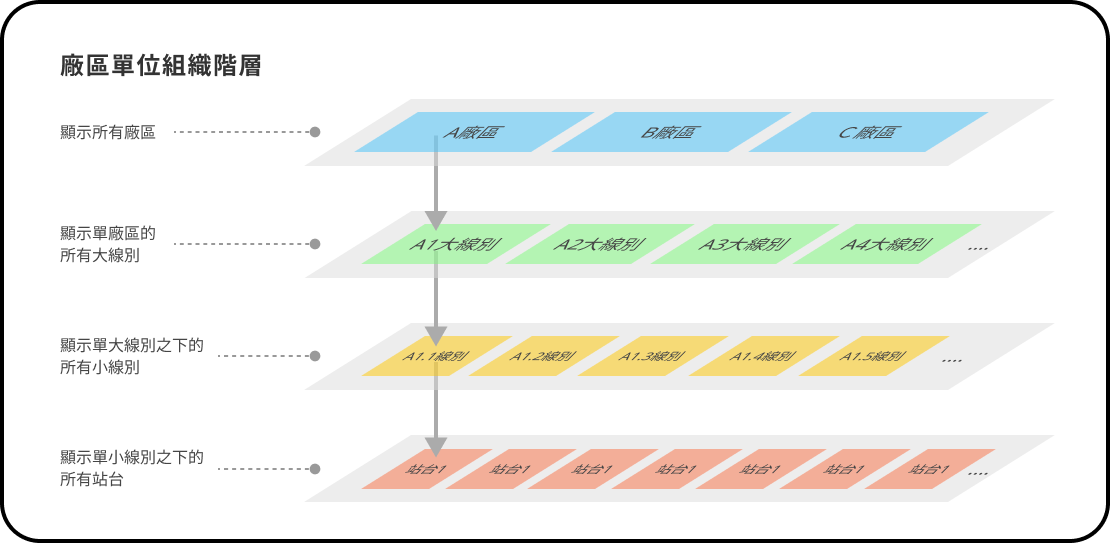 廠區單位組織階層
顯示所有廠區
A廠區 B廠區 C廠區
顯示單廠區的
所有大線別
A1大線別 A2大線別 A3大線別 A4大線別 ....
顯示單大線別之下的
所有小線別
A1.1線別 A1.2線別 A1.3線別 A1.4線別 A1.5線別 ....
顯示單小線別之下的
所有站台
站台1 站台1 站台1 站台1 站台1 站台1 站台1 ....